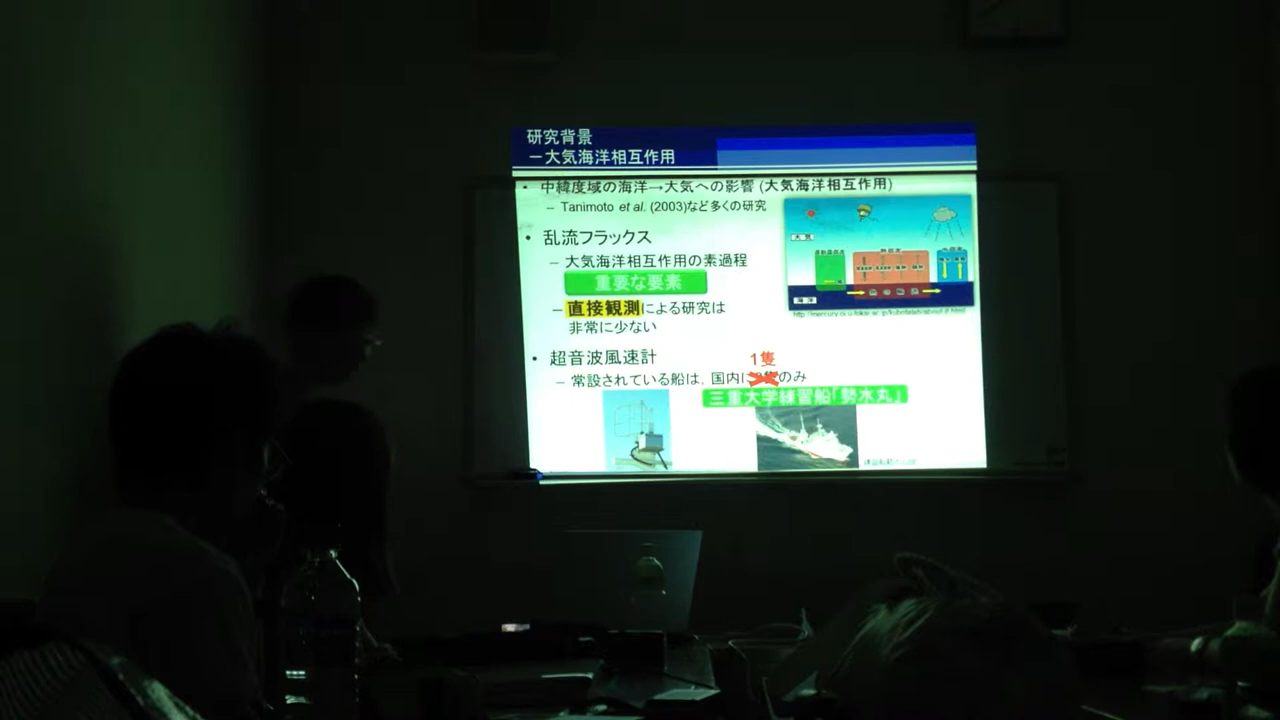 研究背景
－大気海洋相互作用
• 中緯度域の海洋→大気への影響 (大気海洋相互作用)
– Tanimoto et al. (2003)など多くの研究
• 乱流フラックス
– 大気海洋相互作用の素過程
重要な要素
– 直接観測による研究は
非常に少ない
大気
海洋
• 超音波風速計
1隻
– 常設されている船は，国内に のみ
三重大学練習船「勢水丸」